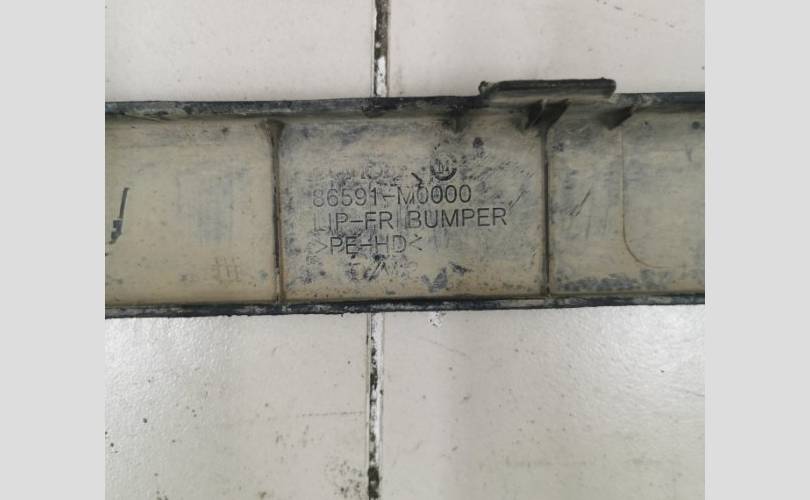 M
86591-M0000
LIP-FR BUMPER
>PE-HD<